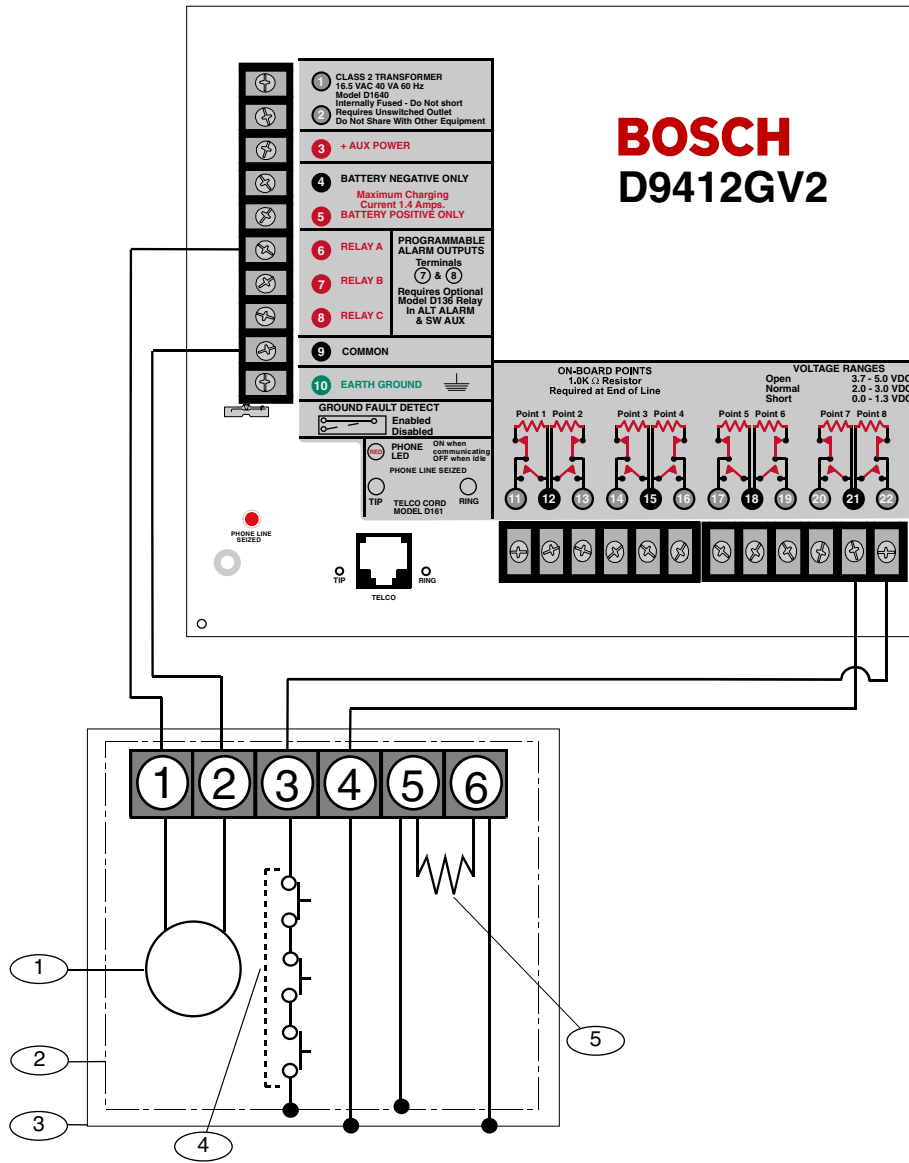 1
CLASS 2 TRANSFORMER
16.5 VAC 40 VA 60 Hz
Model D1640
Internally Fused - Do Not short
2
Requires Unswitched Outlet
Do Not Share With Other Equipment
3 + AUX POWER
4 BATTERY NEGATIVE ONLY
Maximum Charging
Current 1.4 Amps.
5 BATTERY POSITIVE ONLY
6 RELAY A
7 RELAY B
8 RELAY C
PROGRAMMABLE
ALARM OUTPUTS
Terminals
7 & 8
Requires Optional
Model D136 Relay
In ALT ALARM
& SW AUX
9 COMMON
10 EARTH GROUND
GROUND FAULT DETECT
Enabled
Disabled
RED PHONE
LED
ON when
communicating
OFF when idle
PHONE LINE SEIZED
TIP
RING
TELCO CORD
MODEL D161
BOSCH
D9412GV2
ON-BOARD POINTS
1.0K Ω Resistor
Required at End of Line
VOLTAGE RANGES
Open 3.7 - 5.0 VDC
Normal 2.0 - 3.0 VDC
Short 0.0 - 1.3 VDC
Point 1 Point 2 Point 3 Point 4 Point 5 Point 6 Point 7 Point 8
11 12 13 14 15 16 17 18 19 20 21 22
PHONE LINE
SEIZED
TIP
RING
TELCO
1 2 3 4 5 6
1
2
3
4
5